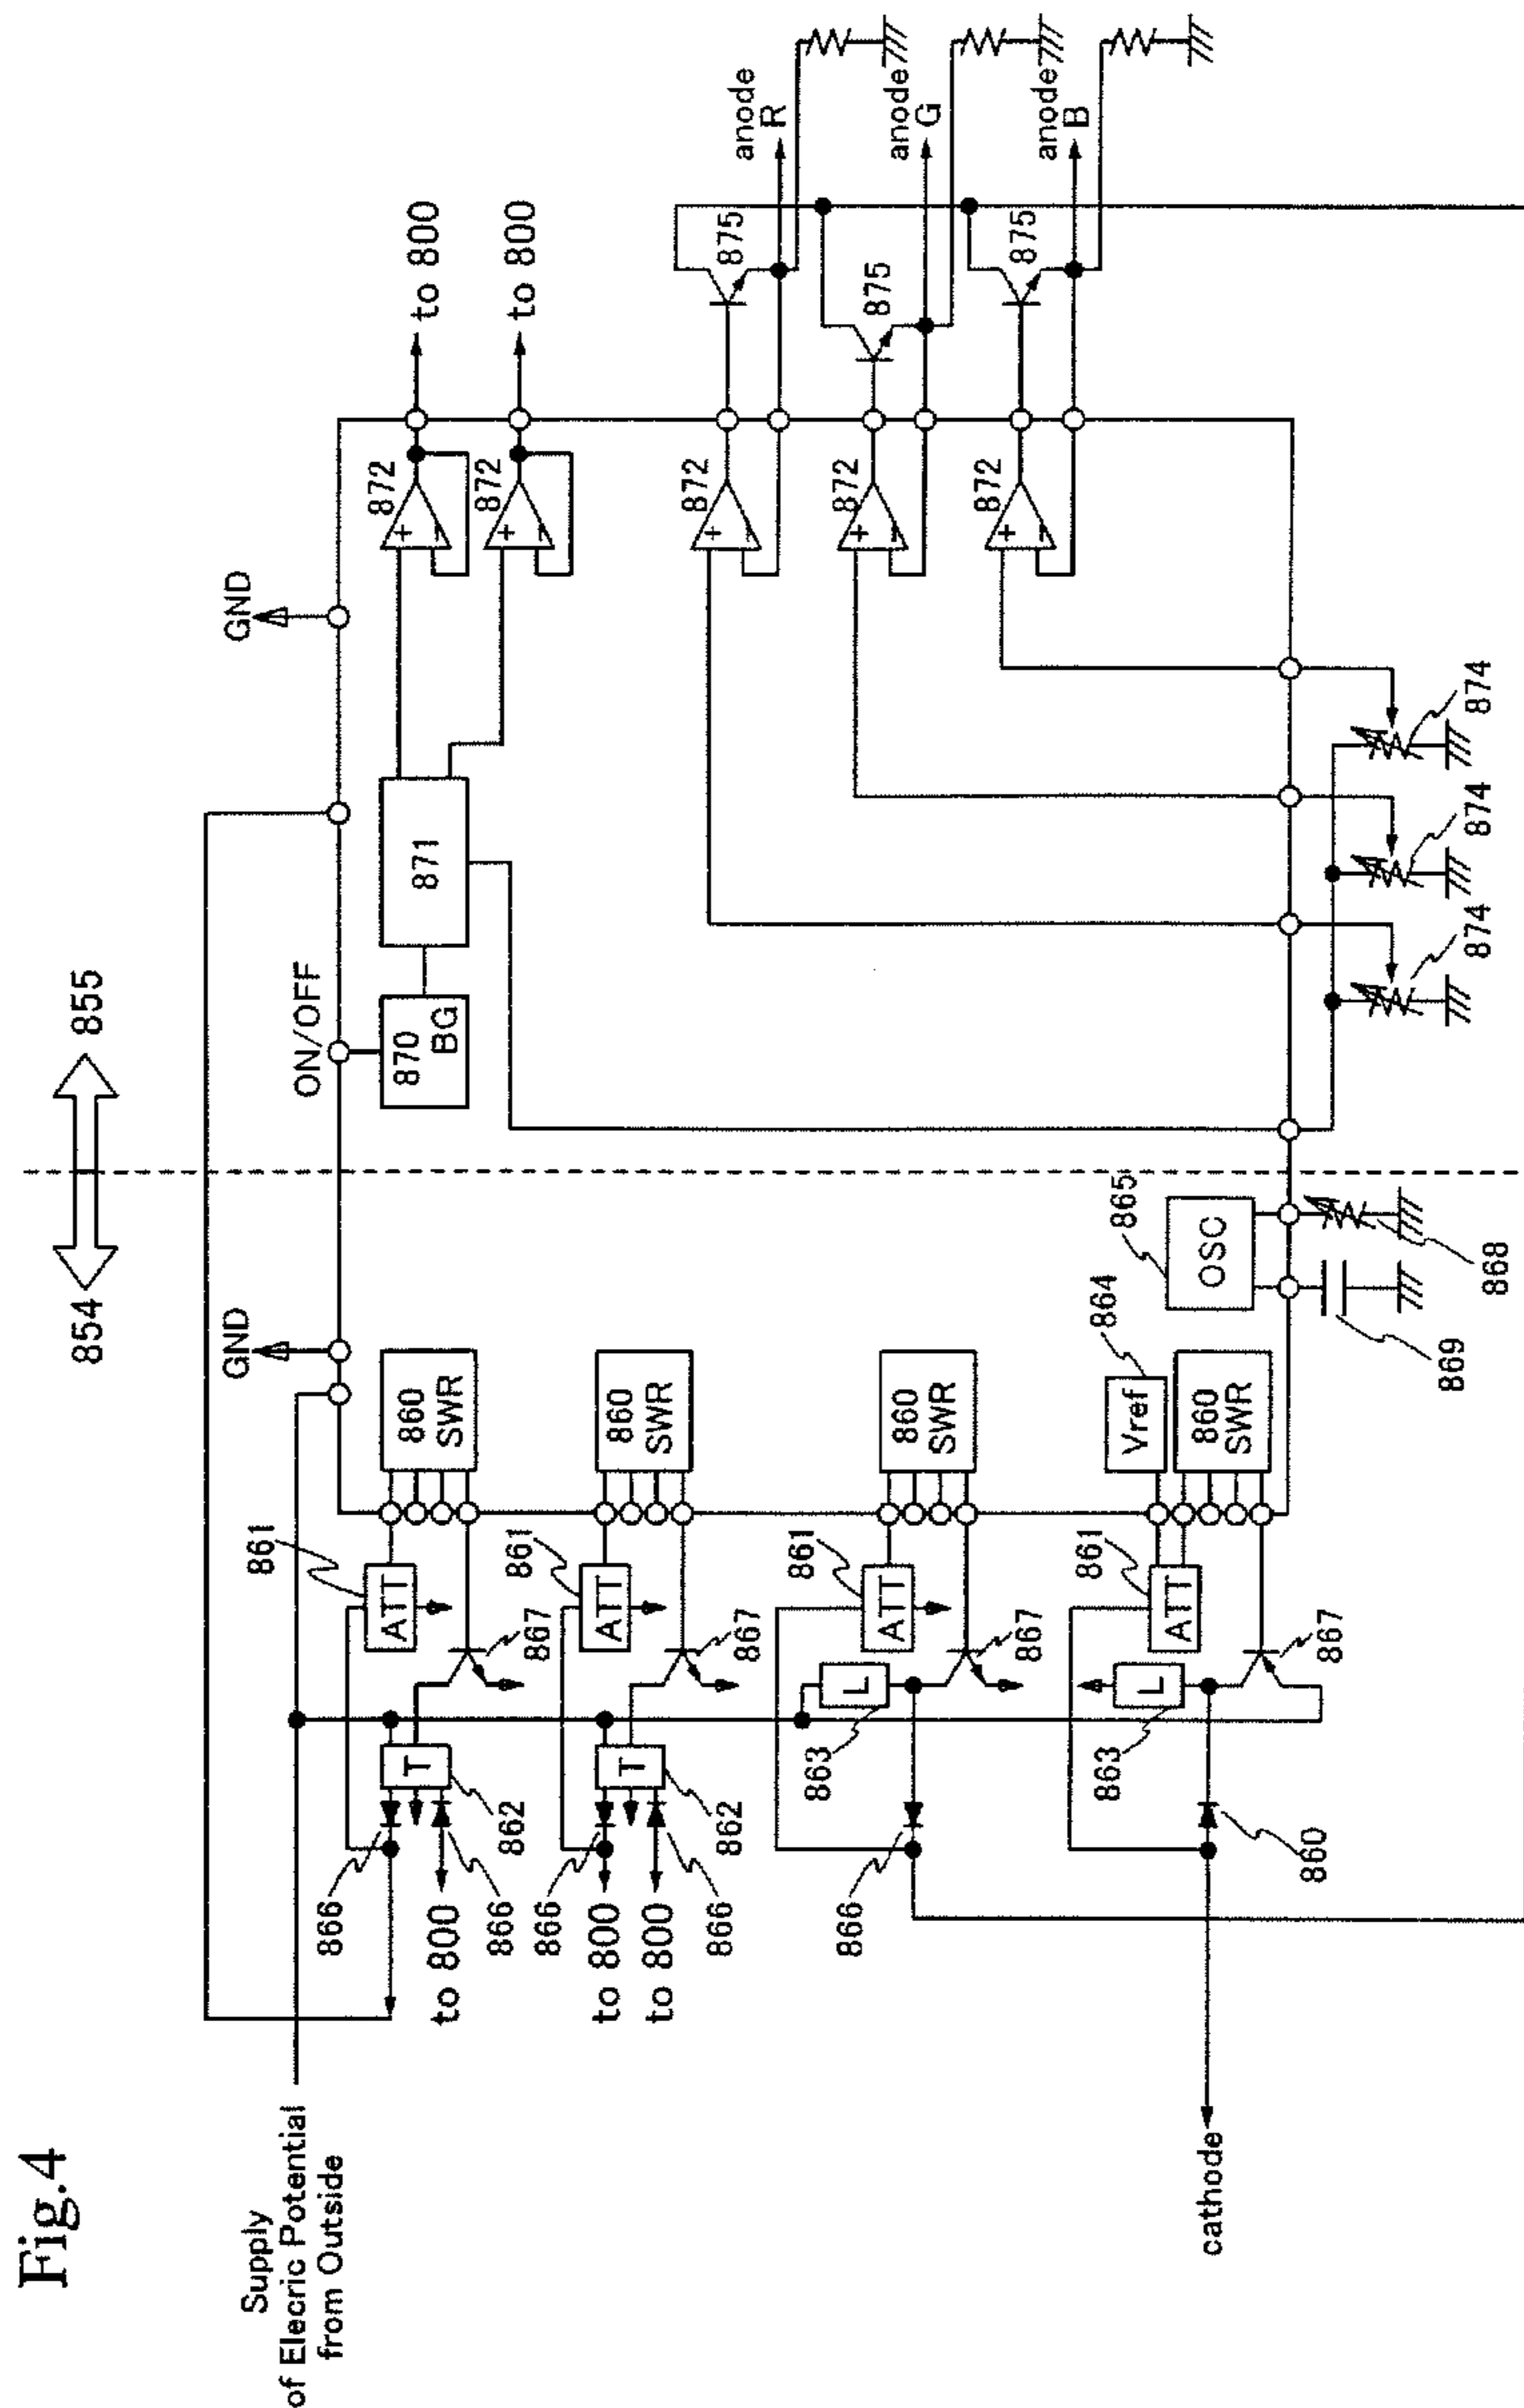 Fig.4
854
855
Supply
of Elecric Potential
from Outside
GND
ON/OFF
GND
866
861
ATT
860
SWR
870
BG
871
872
to 800
T
862
867
to 800
866
872
to 800
866
861
ATT
860
SWR
T
to 800
to 800
862
867
866
872
875
anode
R
861
ATT
860
SWR
L
863
867
866
872
875
anode
G
864
Vref
865
OSC
861
ATT
860
SWR
L
863
867
860
872
875
anode
B
cathode
869
868
874
874
874